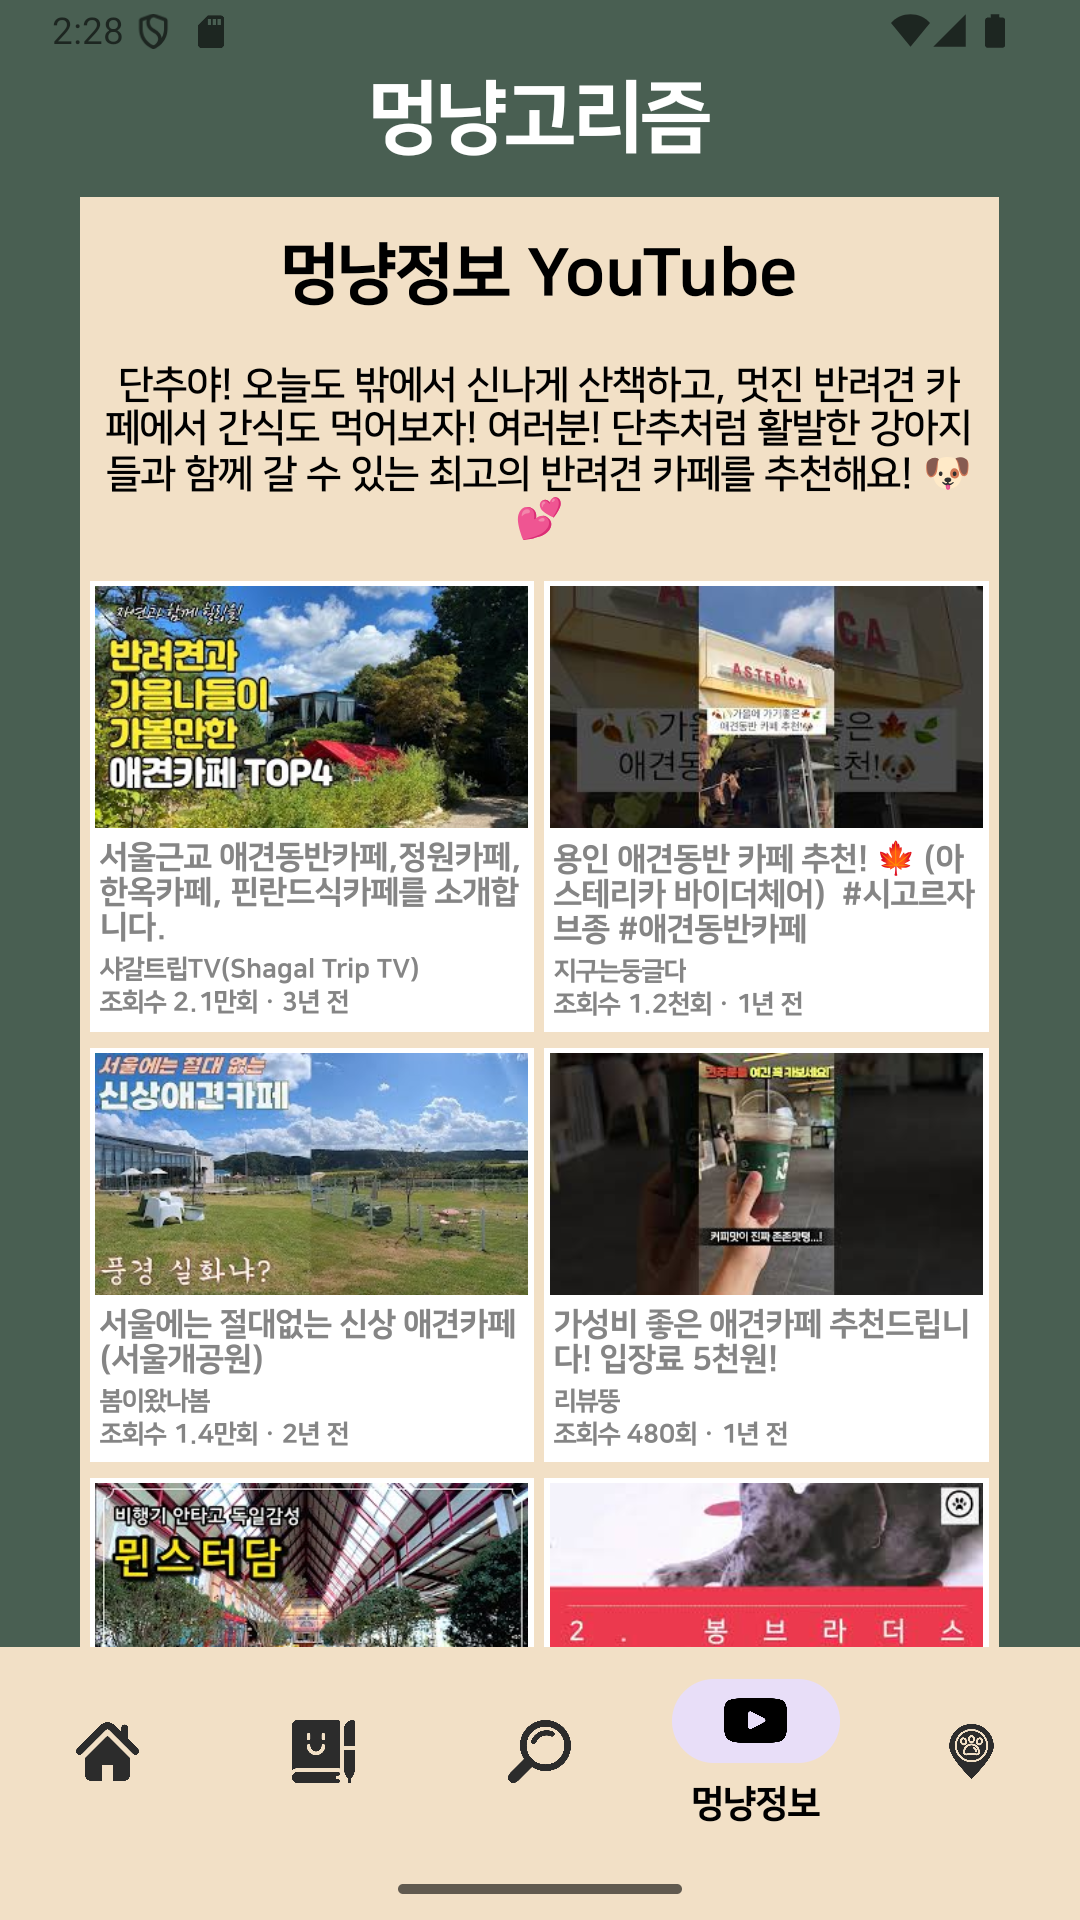 2:28
멍냥고리즘
멍냥정보 YouTube
단추야! 오늘도 밖에서 신나게 산책하고, 멋진 반려견 카
페에서 간식도 먹어보자! 여러분! 단추처럼 활발한 강아지
들과 함께 갈 수 있는 최고의 반려견 카페를 추천해요! 🐶
💕
자연과 함께 힐링을!
반려견과
가을나들이
가볼만한
애견카페 TOP4
서울근교 애견동반카페,정원카페,
한옥카페, 핀란드식카페를 소개합
니다.
샤갈트립TV(Shagal Trip TV)
조회수 2.1만회 · 3년 전
ASTERICA
🍂🌾가을에 가기좋은🍁🌿
애견동반 카페 추천!🐶
용인 애견동반 카페 추천! 🍁 (아
스테리카 바이더체어) #시고르자
브종 #애견동반카페
지구는둥글다
조회수 1.2천회 · 1년 전
서울에는 절대 없는
신상애견카페
풍경 실화냐?
서울에는 절대없는 신상 애견카페
(서울개공원)
봄이왔나봄
조회수 1.4만회 · 2년 전
견주분들 여긴 꼭 가보세요!
커피맛이 진짜 존존맛탱...!
가성비 좋은 애견카페 추천드립니
다! 입장료 5천원!
리뷰뚱
조회수 480회 · 1년 전
비행기 안타고 독일감성
뮌스터담
2. 봉브라더스
멍냥정보